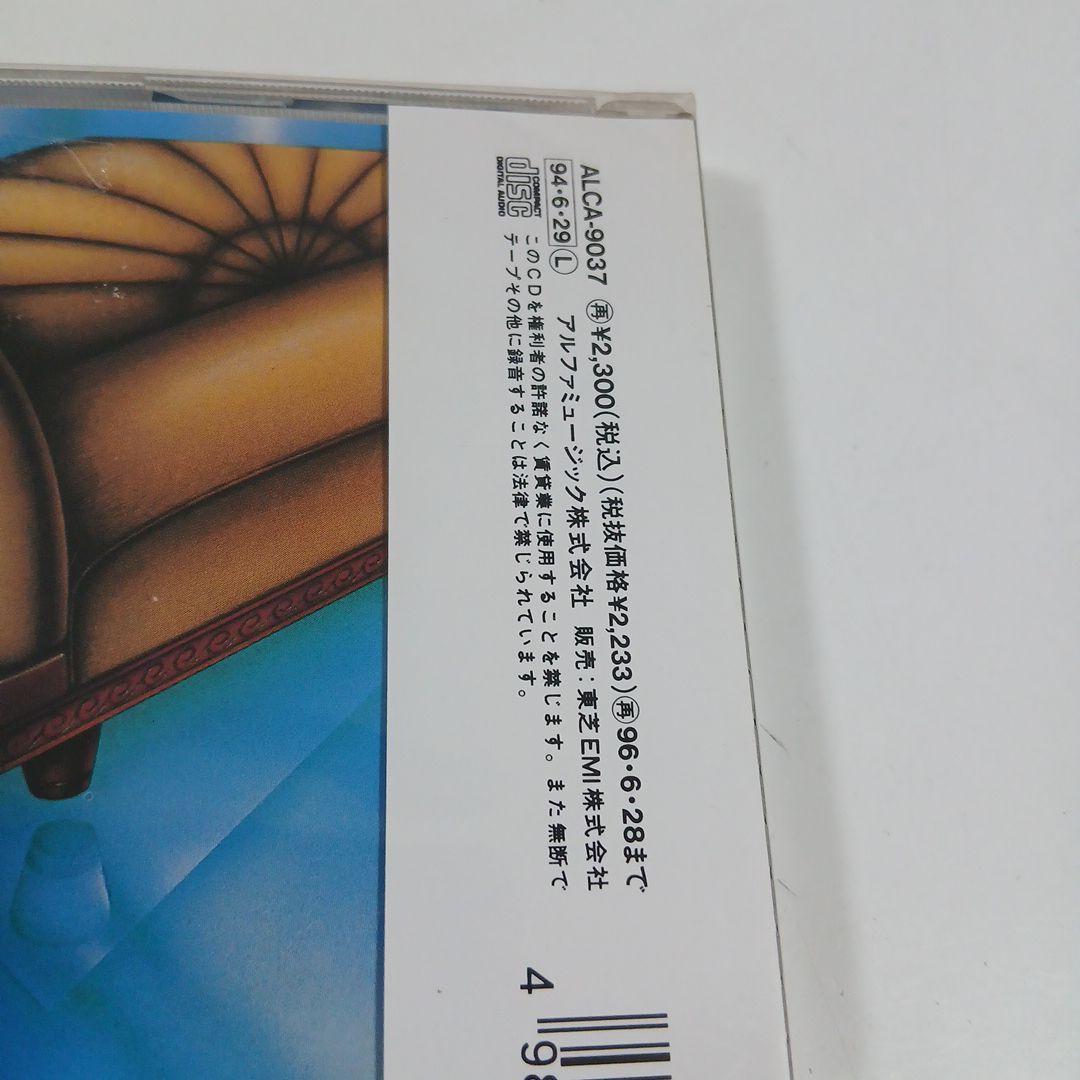 ALCA-9037 再¥2,300(税込)(税抜価格¥2,233)再96・6・28まで
94・6・29 L アルファミュージック株式会社 販売:東芝EMI株式会社
COMPACT disc DIGITAL AUDIO
このCDを権利者の許諾なく賃貸業に使用することを禁じます。また無断で
テープその他に録音することは法律で禁じられています。
4 98